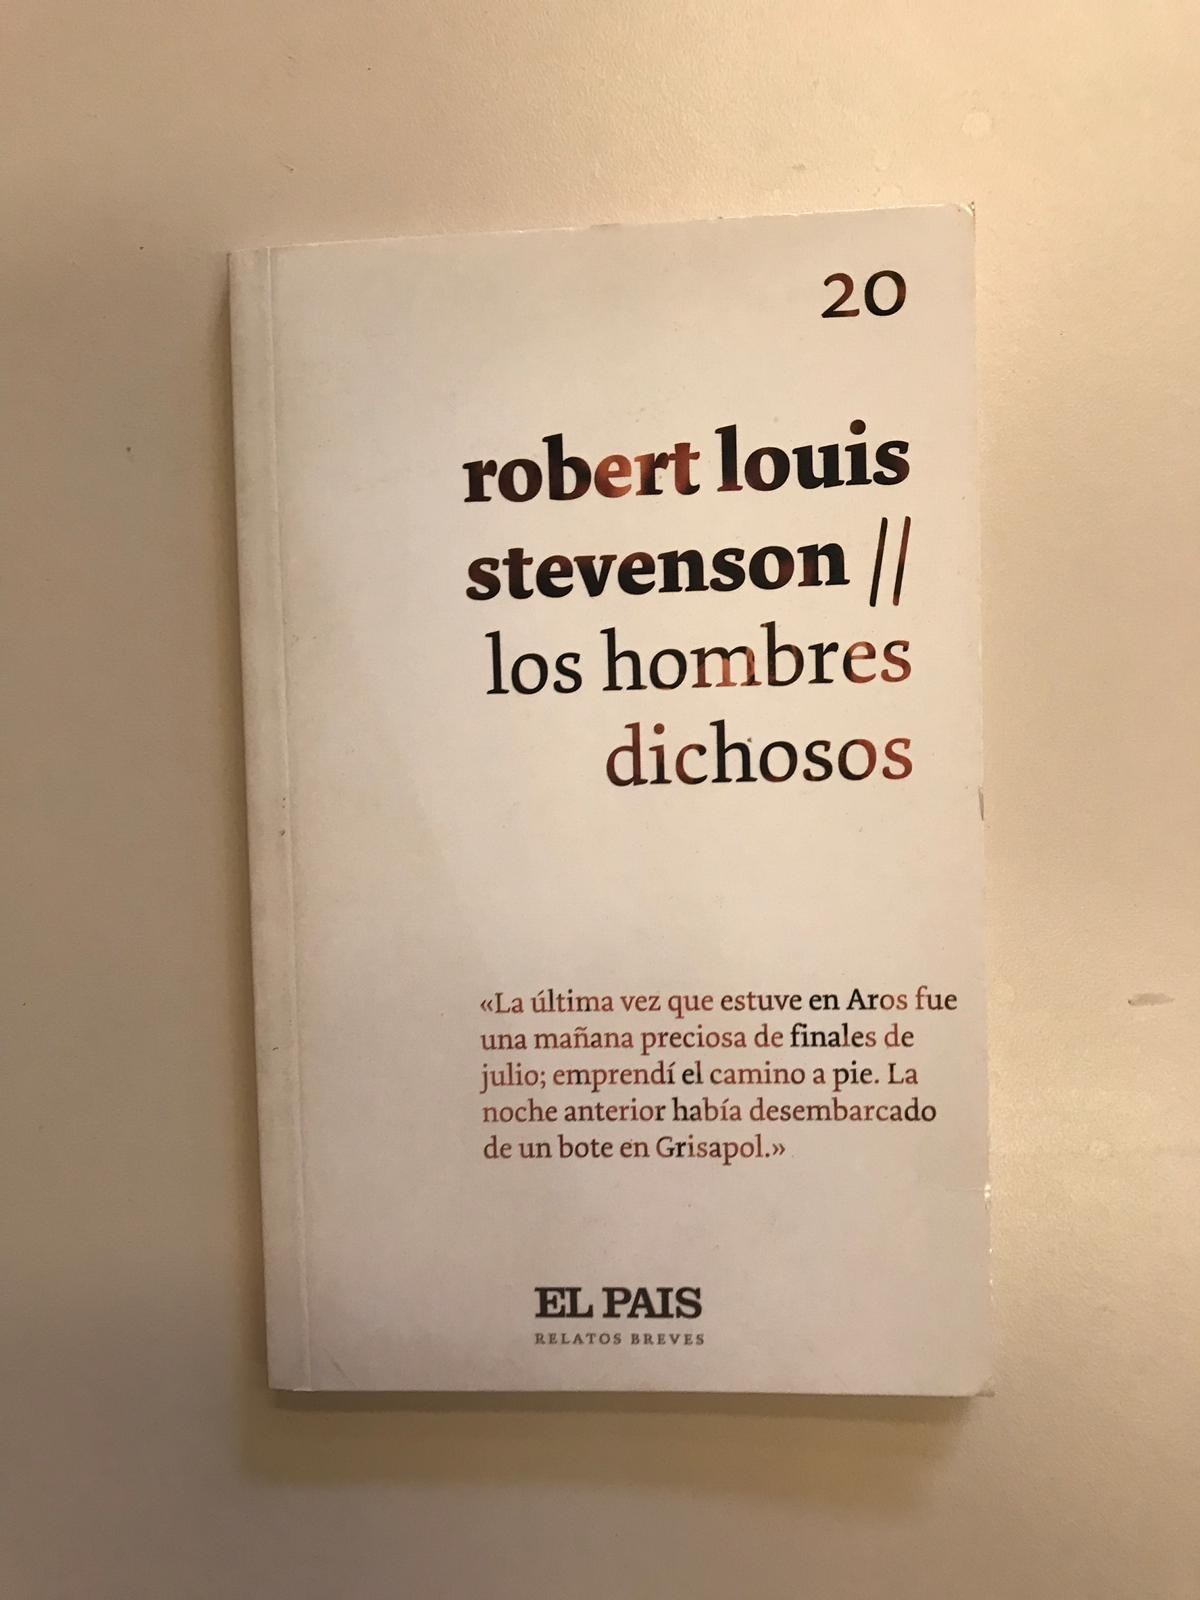 20
robert louis
stevenson //
los hombres
dichosos
«La última vez que estuve en Aros fue
una mañana preciosa de finales de
julio; emprendí el camino a pie. La
noche anterior había desembarcado
de un bote en Grisapol.»
EL PAIS
RELATOS BREVES